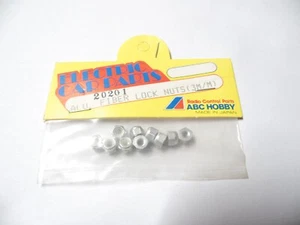 ELECTRIC
CAR PARTS
20201
ALU. FIBER LOCK NUTS(3M/M)
Radio Control Parts
ABC HOBBY
MADE IN JAPAN